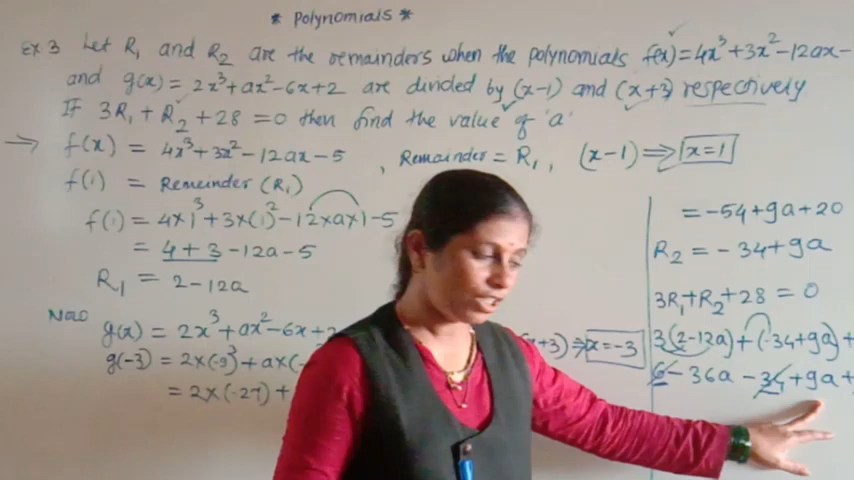 * Polynomials *
Ex 3 Let R₁ and R₂ are the remainders when the polynomials f(x) = 4x³ + 3x² - 12ax -
and g(x) = 2x³ + ax² - 6x + 2 are divided by (x-1) and (x+3) respectively
If 3R₁ + R₂ + 28 = 0 then find the value of 'a'
⇒ f(x) = 4x³ + 3x² - 12ax - 5 , Remainder = R₁, (x-1) ⇒ x=1
f(1) = Remeinder (R₁)
f(1) = 4×1³ + 3×(1)² - 12×a×1 - 5
= 4 + 3 - 12a - 5
R₁ = 2 - 12a
Now g(x) = 2x³ + ax² - 6x + 2
+3) ⇒ x = -3
g(-3) = 2×(-3)³ + a×(-
= 2×(-27) +
= -54 + 9a + 20
R₂ = - 34 + 9a
3R₁ + R₂ + 28 = 0
3(2 - 12a) + (-34 + 9a) +
6 - 36a - 34 + 9a +